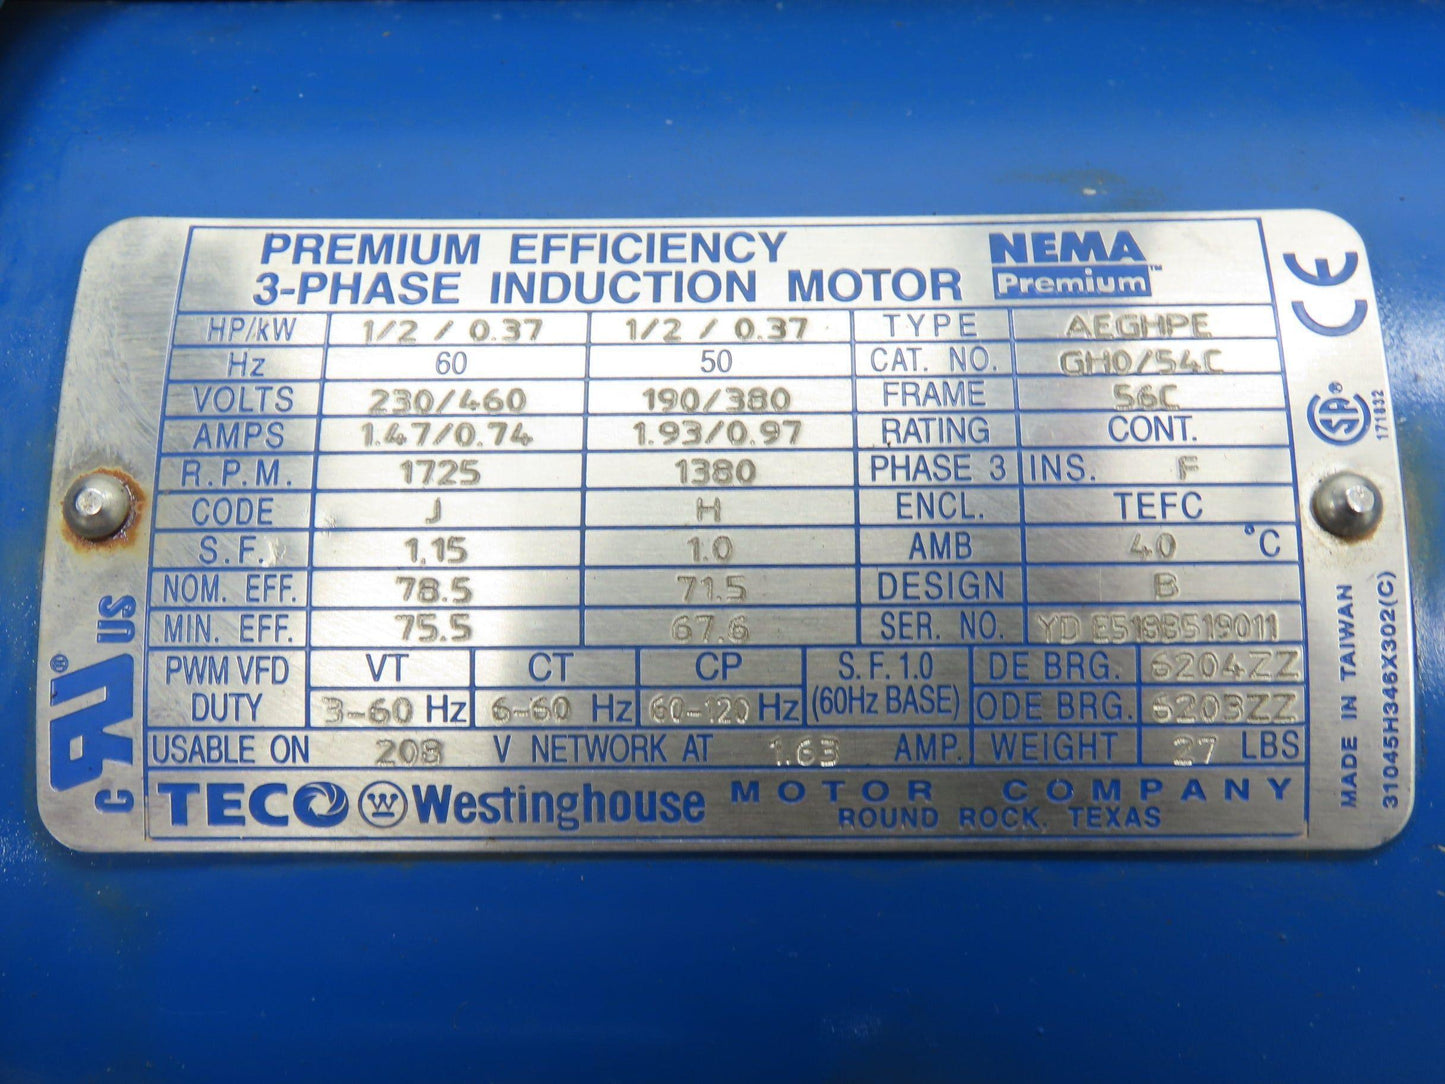 PREMIUM EFFICIENCY
3-PHASE INDUCTION MOTOR
NEMA
Premium™
HP/kW 1/2 / 0.37 1/2 / 0.37 TYPE AEGHPE
Hz 60 50 CAT. NO. GH0/54C
VOLTS 230/460 190/380 FRAME 56C
AMPS 1.47/0.74 1.93/0.97 RATING CONT.
R.P.M. 1725 1380 PHASE 3 INS. F
CODE J H ENCL. TEFC
S.F. 1.15 1.0 AMB 40 °C
NOM. EFF. 78.5 71.5 DESIGN B
MIN. EFF. 75.5 67.6 SER. NO. YD
PWM VFD DUTY VT CT CP S.F. 1.0 (60Hz BASE) DE BRG. 6204ZZ
3-60 Hz 6-60 Hz 60-120 Hz ODE BRG. 6203ZZ
USABLE ON 208 V NETWORK AT 1.63 AMP. WEIGHT 27 LBS
TECO W Westinghouse MOTOR COMPANY
ROUND ROCK, TEXAS
C UR® US
CE
SA®
171832
MADE IN TAIWAN
31045H346X302(C)